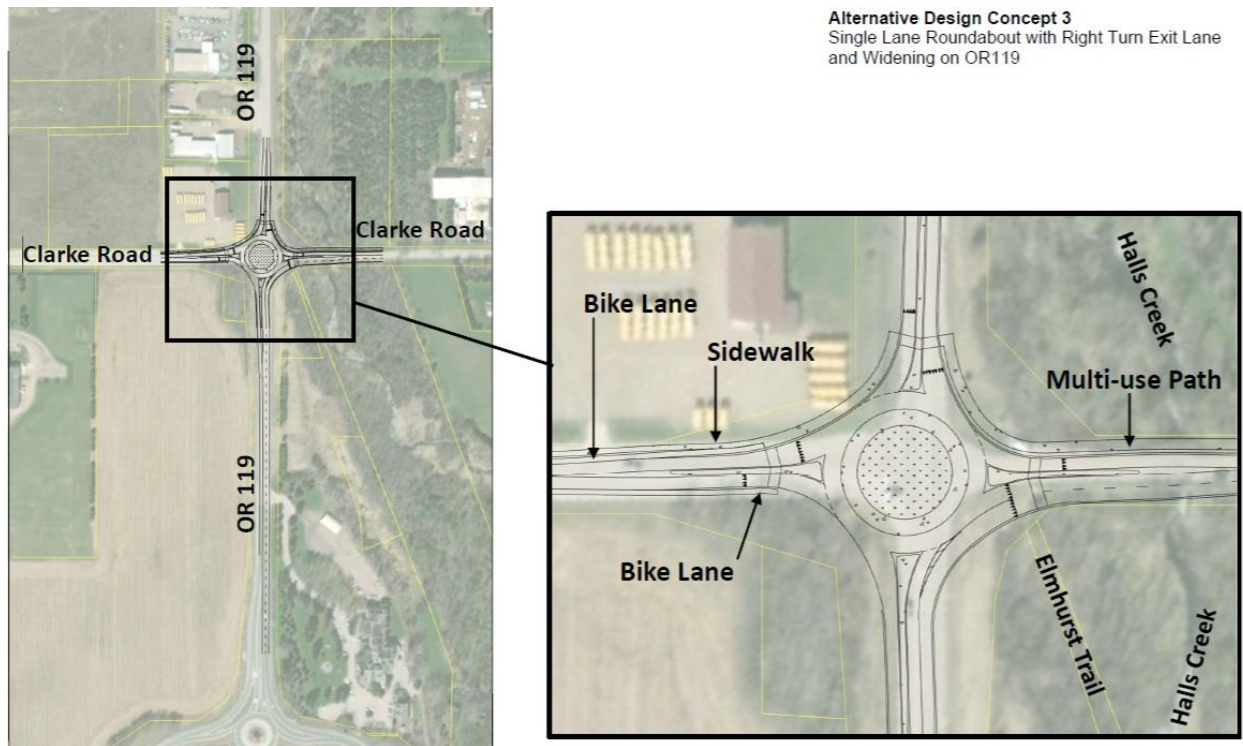 Alternative Design Concept 3
Single Lane Roundabout with Right Turn Exit Lane
and Widening on OR119
OR 119
Clarke Road
Clarke Road
OR 119
Halls Creek
Bike Lane
Sidewalk
Multi-use Path
Bike Lane
Elmhurst Trail
Halls Creek